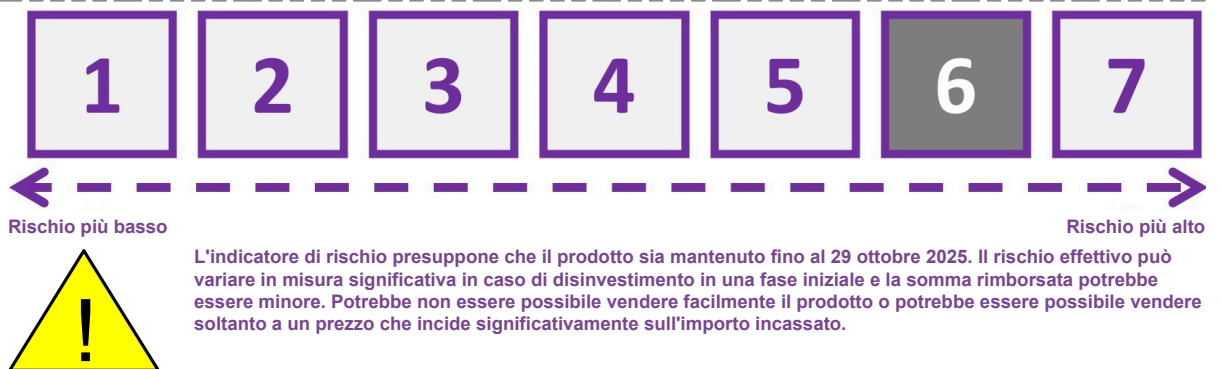 1 2 3 4 5 6 7
Rischio più basso Rischio più alto
L'indicatore di rischio presuppone che il prodotto sia mantenuto fino al 29 ottobre 2025. Il rischio effettivo può
variare in misura significativa in caso di disinvestimento in una fase iniziale e la somma rimborsata potrebbe
essere minore. Potrebbe non essere possibile vendere facilmente il prodotto o potrebbe essere possibile vendere
soltanto a un prezzo che incide significativamente sull'importo incassato.
!